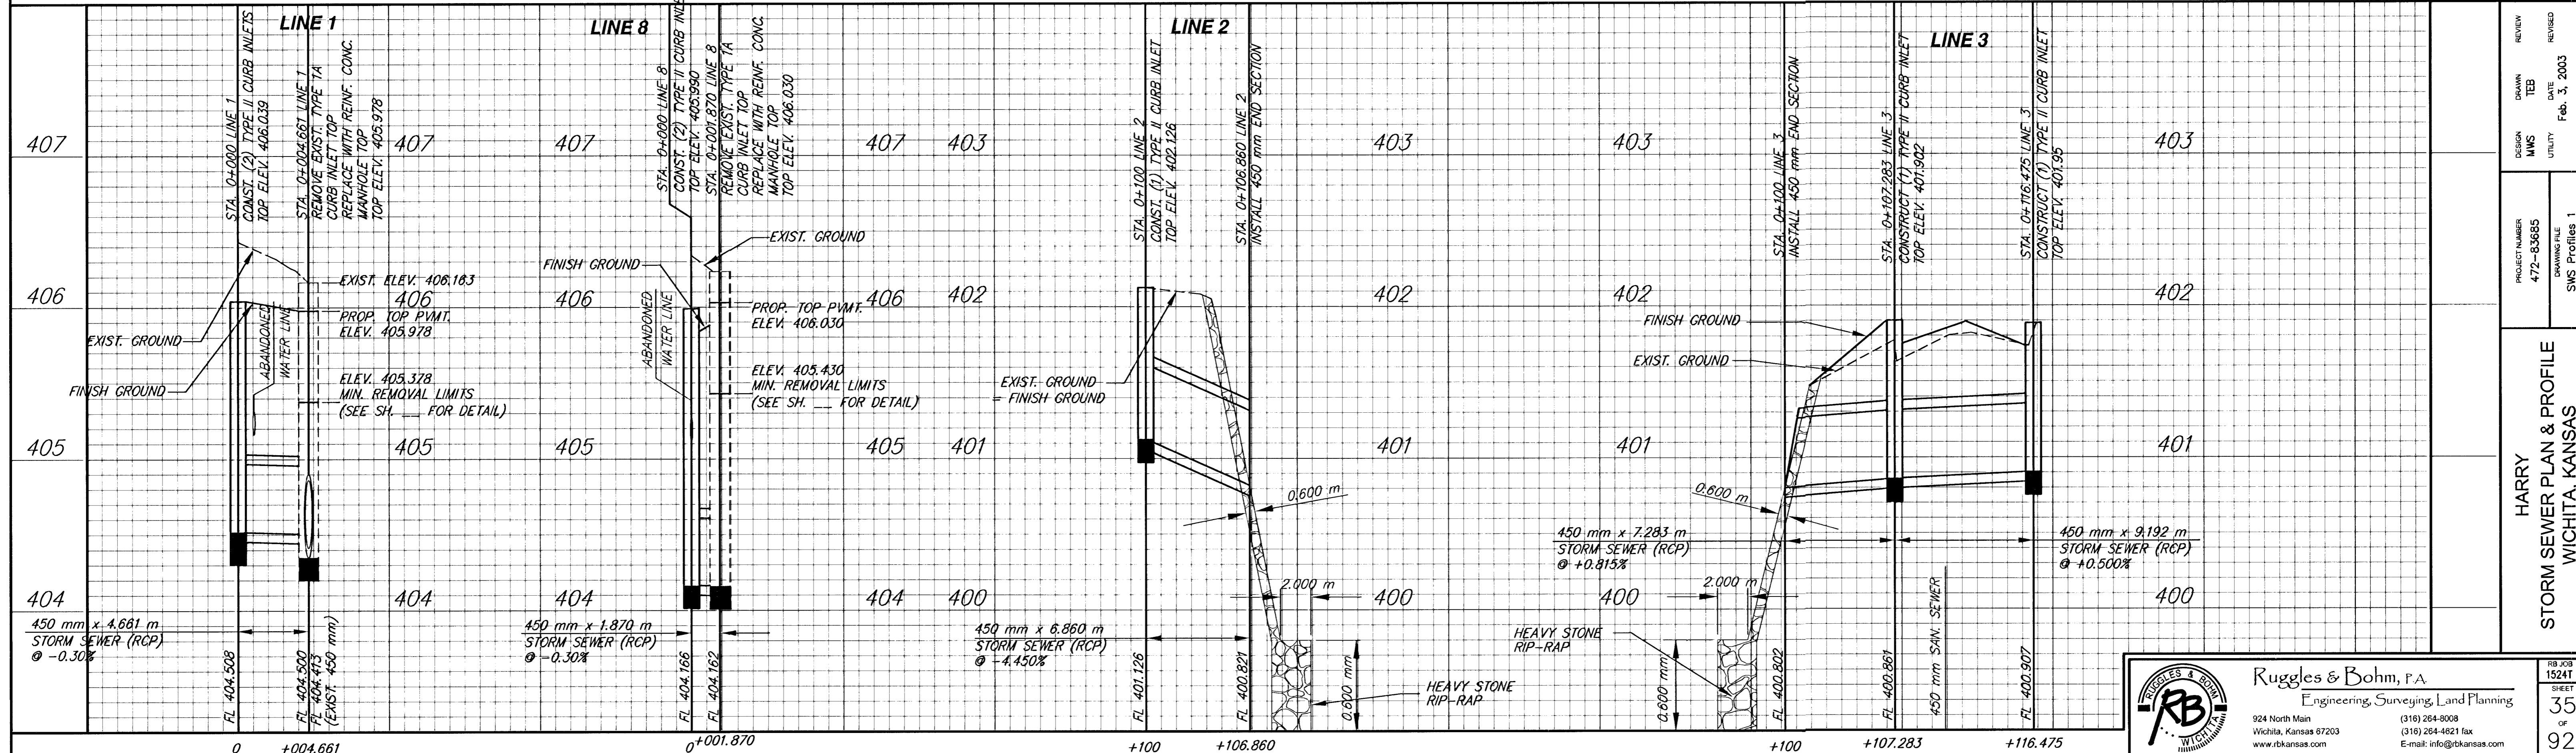 LINE 1
STA. 0+000 LINE 1
CONST. (2) TYPE II CURB INLETS
TOP ELEV. 406.039
STA. 0+004.661 LINE 1
REMOVE EXIST. TYPE 1A
CURB INLET TOP
REPLACE WITH REINF. CONC.
MANHOLE TOP
TOP ELEV. 405.978
407
406
405
404
407
406
405
404
EXIST. ELEV. 406.163
PROP. TOP PVMT.
ELEV. 405.978
ELEV. 405.378
MIN. REMOVAL LIMITS
(SEE SH. __ FOR DETAIL)
EXIST. GROUND
FINISH GROUND
ABANDONED
WATER LINE
450 mm x 4.661 m
STORM SEWER (RCP)
@ -0.30%
FL 404.508
FL 404.500
FL 404.413
(EXIST. 450 mm)
0
+004.661
LINE 8
STA. 0+000 LINE 8
CONST. (2) TYPE II CURB
TOP ELEV. 405.990
STA. 0+001.870 LINE 8
REMOVE EXIST. TYPE 1A
CURB INLET TOP
REPLACE WITH REINF. CONC.
MANHOLE TOP
TOP ELEV. 406.030
407
406
405
404
407
406
405
404
EXIST. GROUND
FINISH GROUND
ABANDONED
WATER LINE
PROP. TOP PVMT.
ELEV. 406.030
ELEV. 405.430
MIN. REMOVAL LIMITS
(SEE SH. __ FOR DETAIL)
450 mm x 1.870 m
STORM SEWER (RCP)
@ -0.30%
FL 404.166
FL 404.162
0
+001.870
LINE 2
STA. 0+100 LINE 2
CONST. (1) TYPE II CURB INLET
TOP ELEV. 402.126
STA. 0+106.860 LINE 2
INSTALL 450 mm END SECTION
403
402
401
400
403
402
401
400
EXIST. GROUND
= FINISH GROUND
0.600 m
2.000 m
450 mm x 6.860 m
STORM SEWER (RCP)
@ -4.450%
HEAVY STONE
RIP-RAP
0.600 mm
FL 401.126
FL 400.821
+100
+106.860
LINE 3
STA. 0+100 LINE 3
INSTALL 450 mm END SECTION
STA. 0+107.283 LINE 3
CONSTRUCT (1) TYPE II CURB INLET
TOP ELEV. 401.902
STA. 0+116.475 LINE 3
CONSTRUCT (1) TYPE II CURB INLET
TOP ELEV. 401.95
403
402
401
400
403
402
401
400
FINISH GROUND
EXIST. GROUND
0.600 m
2.000 m
450 mm x 7.283 m
STORM SEWER (RCP)
@ +0.815%
450 mm x 9.192 m
STORM SEWER (RCP)
@ +0.500%
HEAVY STONE
RIP-RAP
0.600 mm
FL 400.802
FL 400.861
450 mm SAN. SEWER
FL 400.907
+100
+107.283
+116.475
DESIGN
MWS
DRAWN
TEB
REVIEW
UTILITY
DATE
Feb. 3, 2003
REVISED
PROJECT NUMBER
472-83685
DRAWING FILE
SWS Profiles 1
HARRY
STORM SEWER PLAN & PROFILE
WICHITA, KANSAS
RUGGLES & BOHM
RB
WICHITA
Ruggles & Bohm, P.A.
Engineering, Surveying, Land Planning
924 North Main
Wichita, Kansas 67203
www.rbkansas.com
(316) 264-8008
(316) 264-4621 fax
E-mail: info@rbkansas.com
RB JOB
1524T
SHEET
35
OF
92